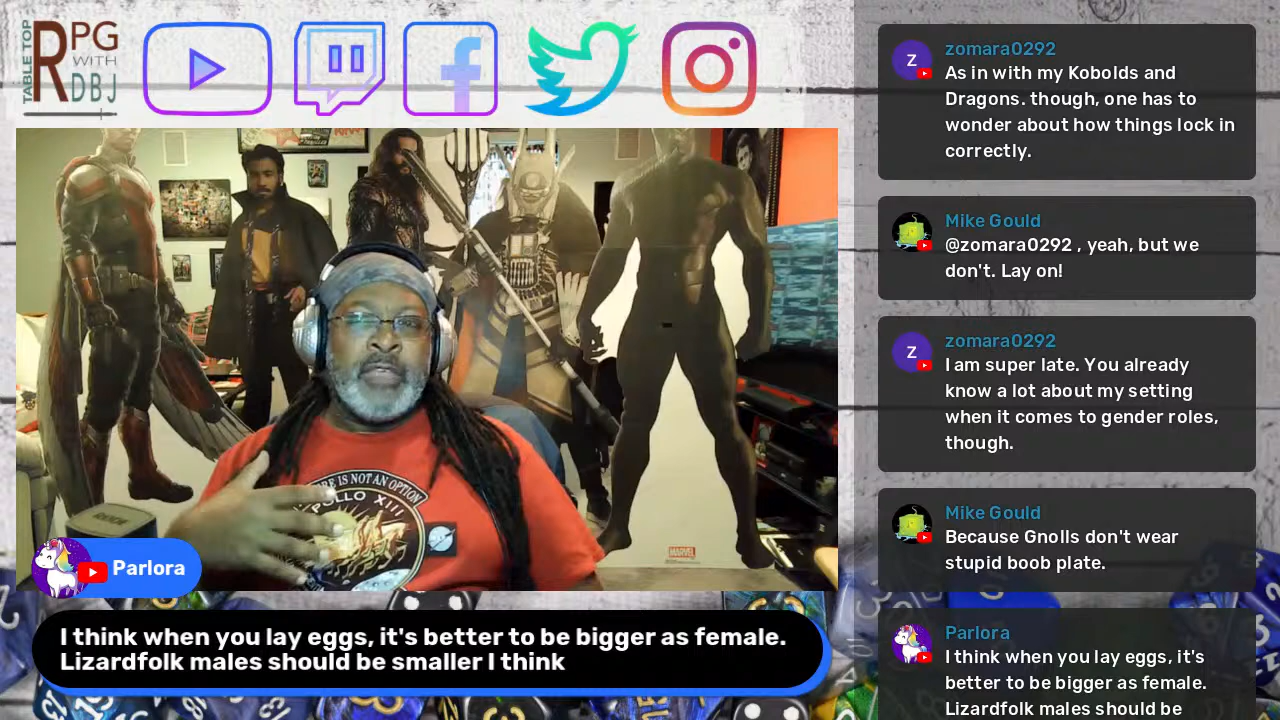 TABLE TOP
RPG
WITH
DBJ
zomara0292
As in with my Kobolds and
Dragons. though, one has to
wonder about how things lock in
correctly.
Mike Gould
@zomara0292 , yeah, but we
don't. Lay on!
Z
zomara0292
I am super late. You already
know a lot about my setting
when it comes to gender roles,
though.
Mike Gould
Because Gnolls don't wear
stupid boob plate.
Parlora
I think when you lay eggs, it's
better to be bigger as female.
Lizardfolk males should be
Z
IS NOT AN OPTION
APOLLO XIII
MARVEL
Parlora
I think when you lay eggs, it's better to be bigger as female.
Lizardfolk males should be smaller I think